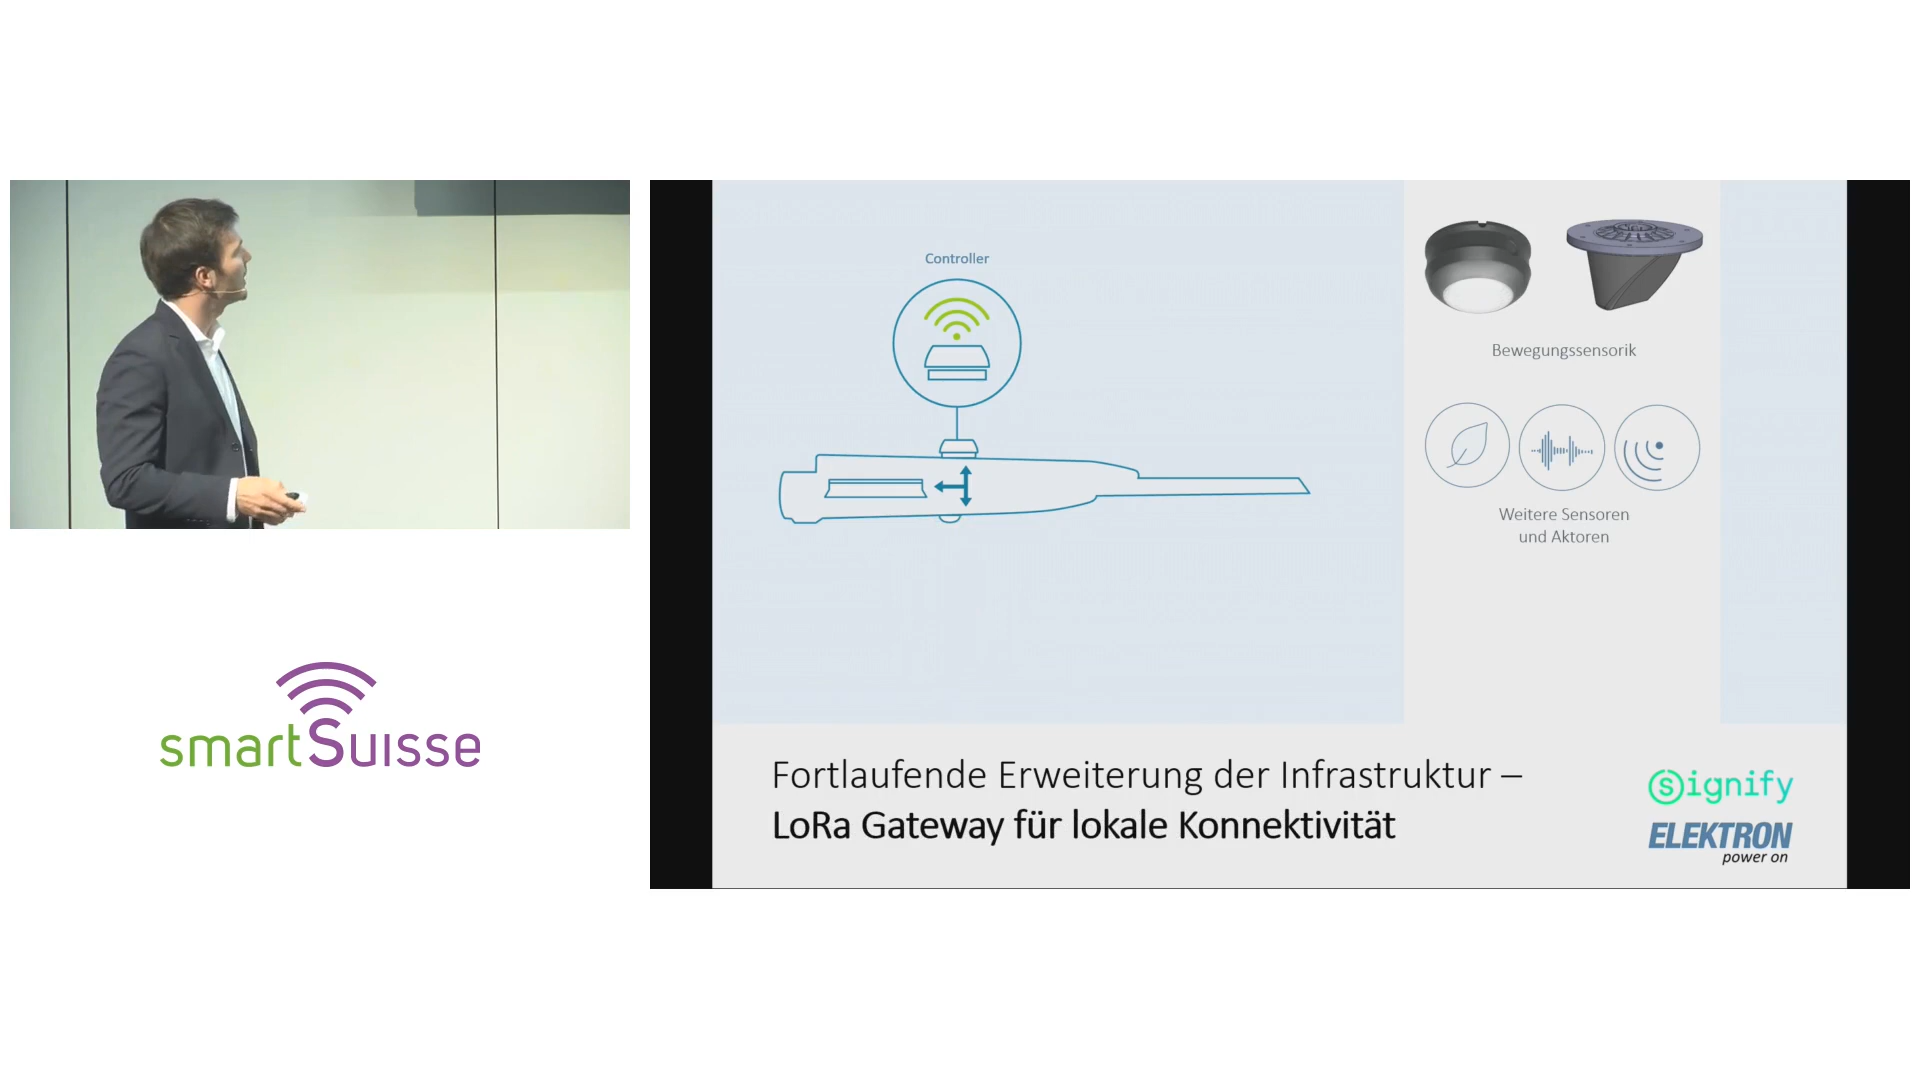 smartSuisse
Controller
Bewegungssensorik
Weitere Sensoren
und Aktoren
Fortlaufende Erweiterung der Infrastruktur –
LoRa Gateway für lokale Konnektivität
signify
ELEKTRON
power on